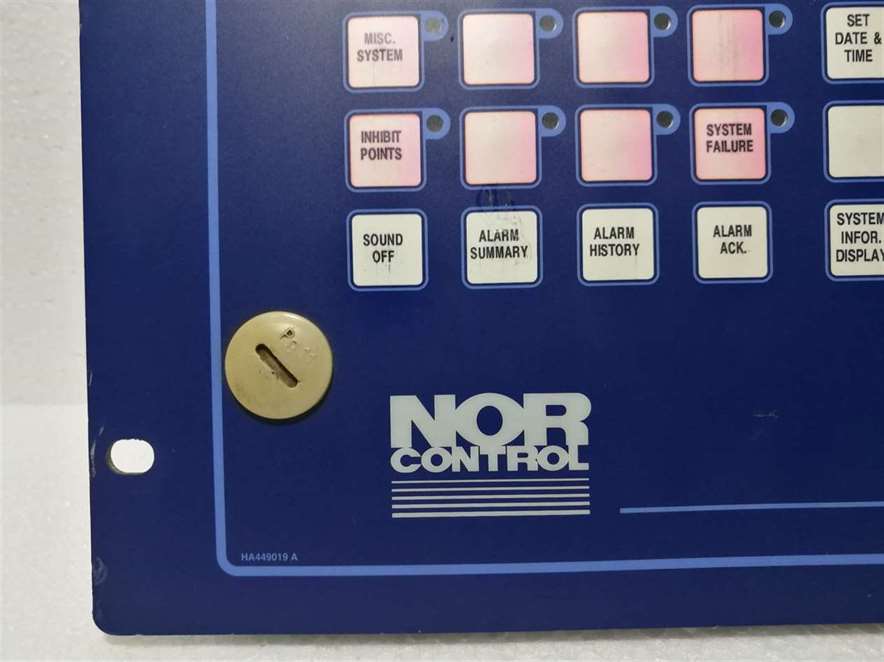 MISC.
SYSTEM
SET
DATE &
TIME
INHIBIT
POINTS
SYSTEM
FAILURE
SOUND
OFF
ALARM
SUMMARY
ALARM
HISTORY
ALARM
ACK.
SYSTEM
INFOR.
DISPLAY
NOR
CONTROL
HA449019 A